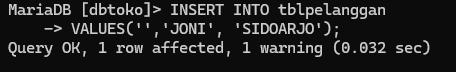 MariaDB [dbtoko]> INSERT INTO tblpelanggan
    -> VALUES('','JONI', 'SIDOARJO');
Query OK, 1 row affected, 1 warning (0.032 sec)